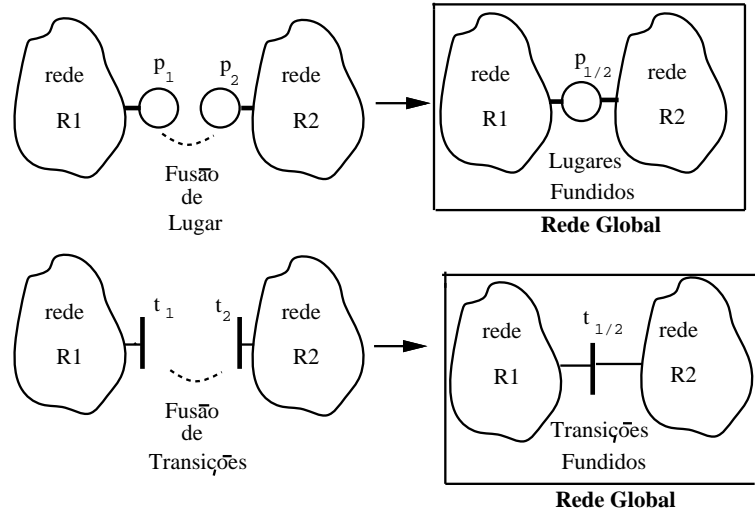 rede
R1
p1
p2
rede
R2
Fusão
de
Lugar
rede
R1
p1/2
rede
R2
Lugares
Fundidos
Rede Global
rede
R1
t1
t2
rede
R2
Fusão
de
Transições
rede
R1
t1/2
rede
R2
Transições
Fundidos
Rede Global